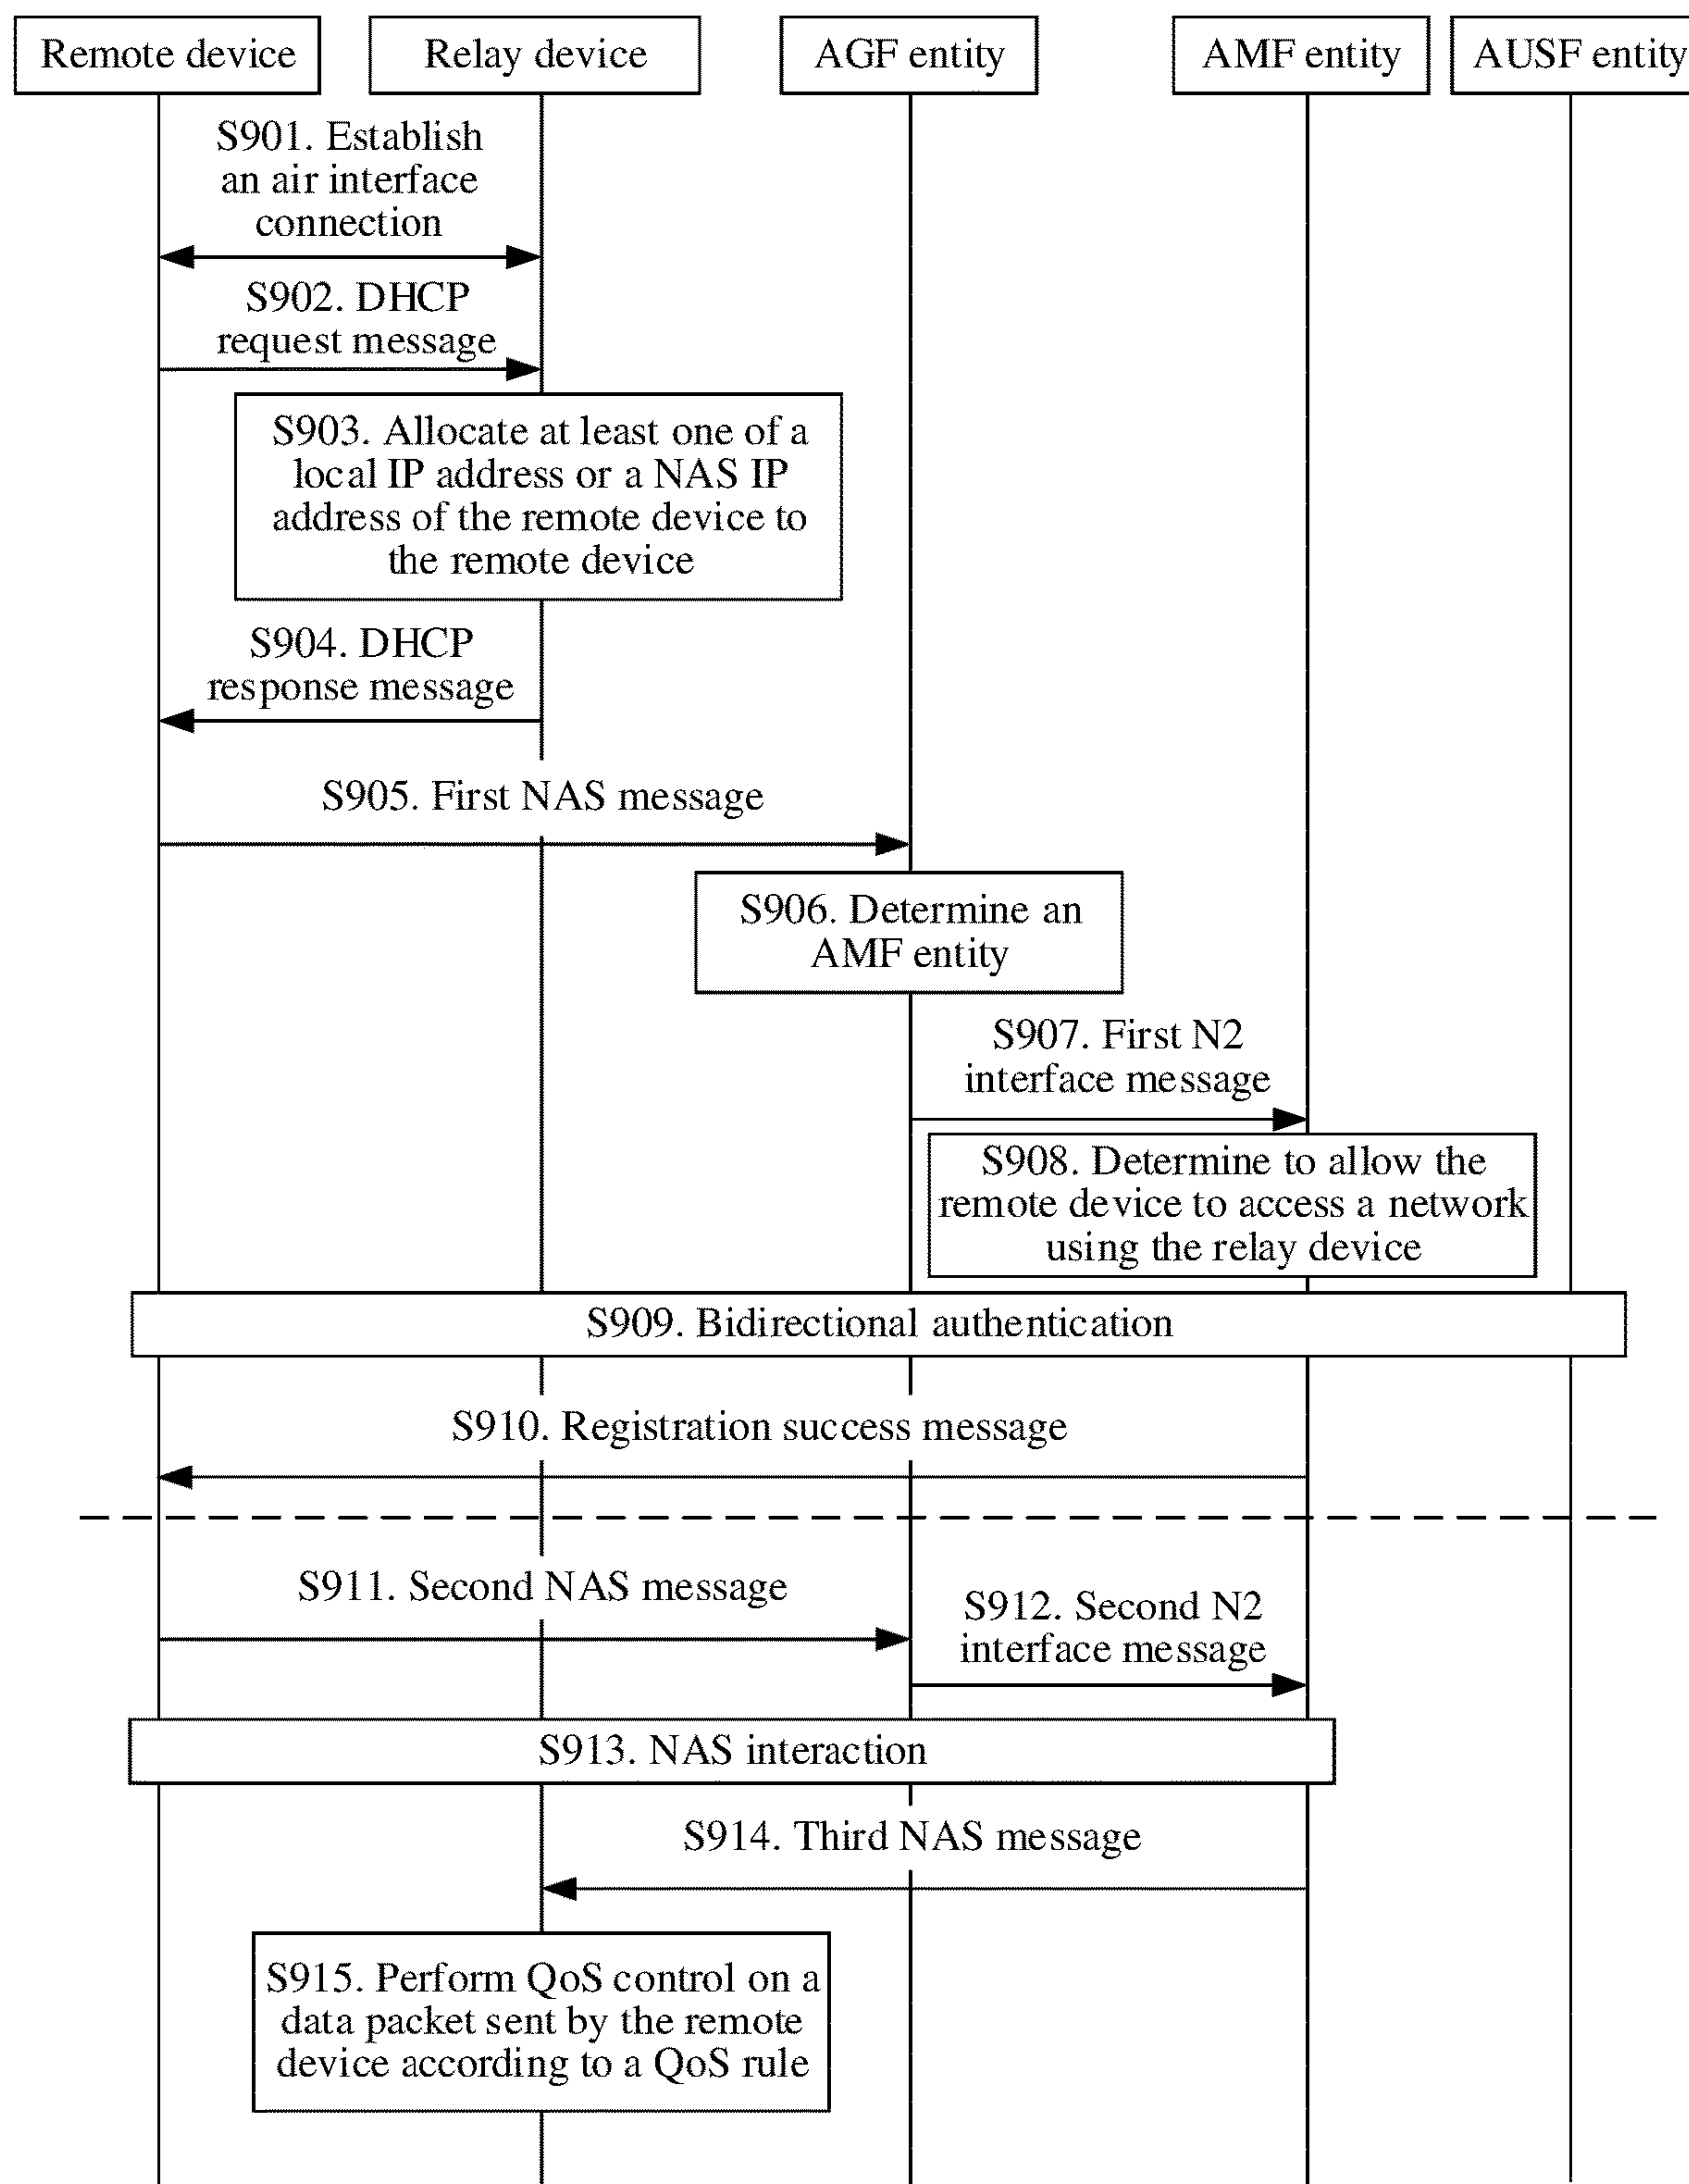 Remote device
Relay device
AGF entity
AMF entity
AUSF entity
S901. Establish
an air interface
connection
S902. DHCP
request message
S903. Allocate at least one of a
local IP address or a NAS IP
address of the remote device to
the remote device
S904. DHCP
response message
S905. First NAS message
S906. Determine an
AMF entity
S907. First N2
interface message
S908. Determine to allow the
remote device to access a network
using the relay device
S909. Bidirectional authentication
S910. Registration success message
S911. Second NAS message
S912. Second N2
interface message
S913. NAS interaction
S914. Third NAS message
S915. Perform QoS control on a
data packet sent by the remote
device according to a QoS rule